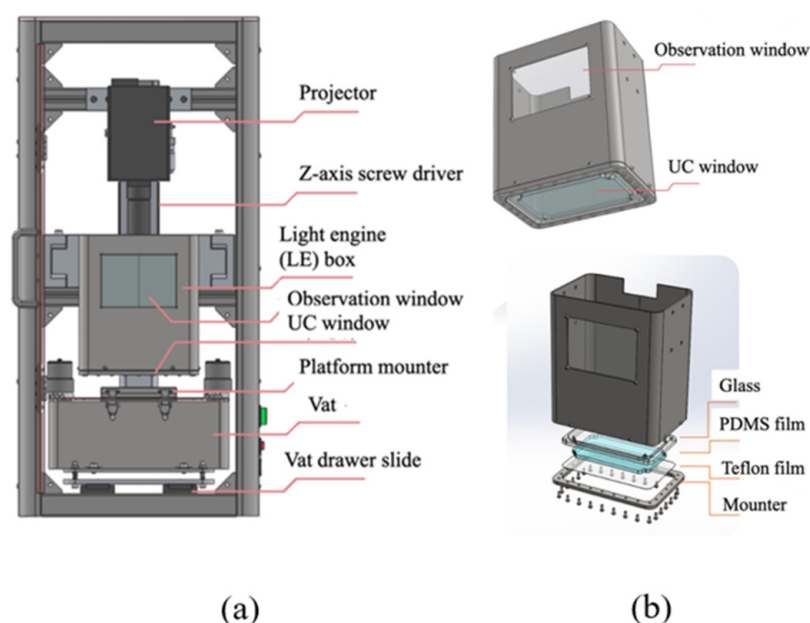 Projector
Z-axis screw driver
Light engine
(LE) box
Observation window
UC window
Platform mounter
Vat
Vat drawer slide
(a)
b)
Observation window
UC window
Glass
PDMS film
Teflon film
Mounter
(b)